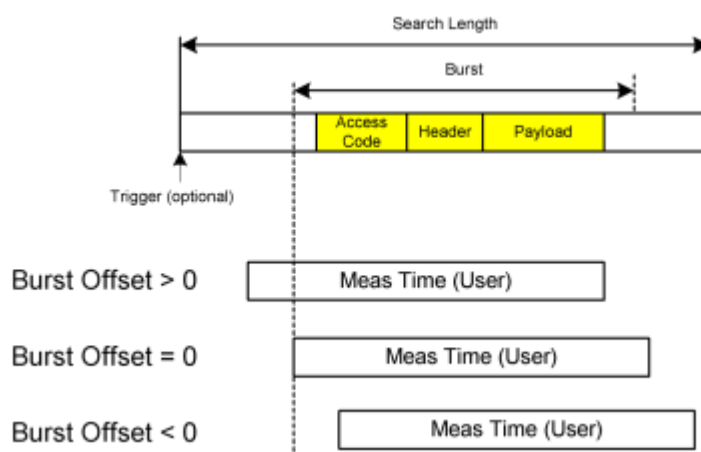 Search Length
Burst
Access
Code
Header
Payload
Trigger (optional)
Burst Offset > 0
Meas Time (User)
Burst Offset = 0
Meas Time (User)
Burst Offset < 0
Meas Time (User)